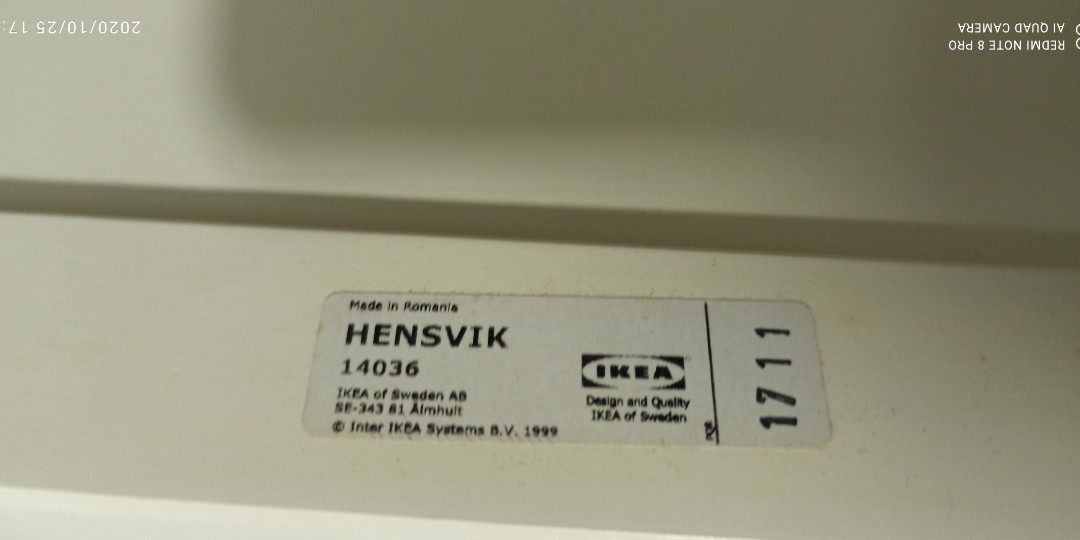 Made in Romania
HENSVIK
14036
IKEA of Sweden AB
SE-343 81 Älmhult
© Inter IKEA Systems B.V. 1999
IKEA
Design and Quality
IKEA of Sweden
1711
REDMI NOTE 8 PRO
AI QUAD CAMERA
2020/10/25 17: